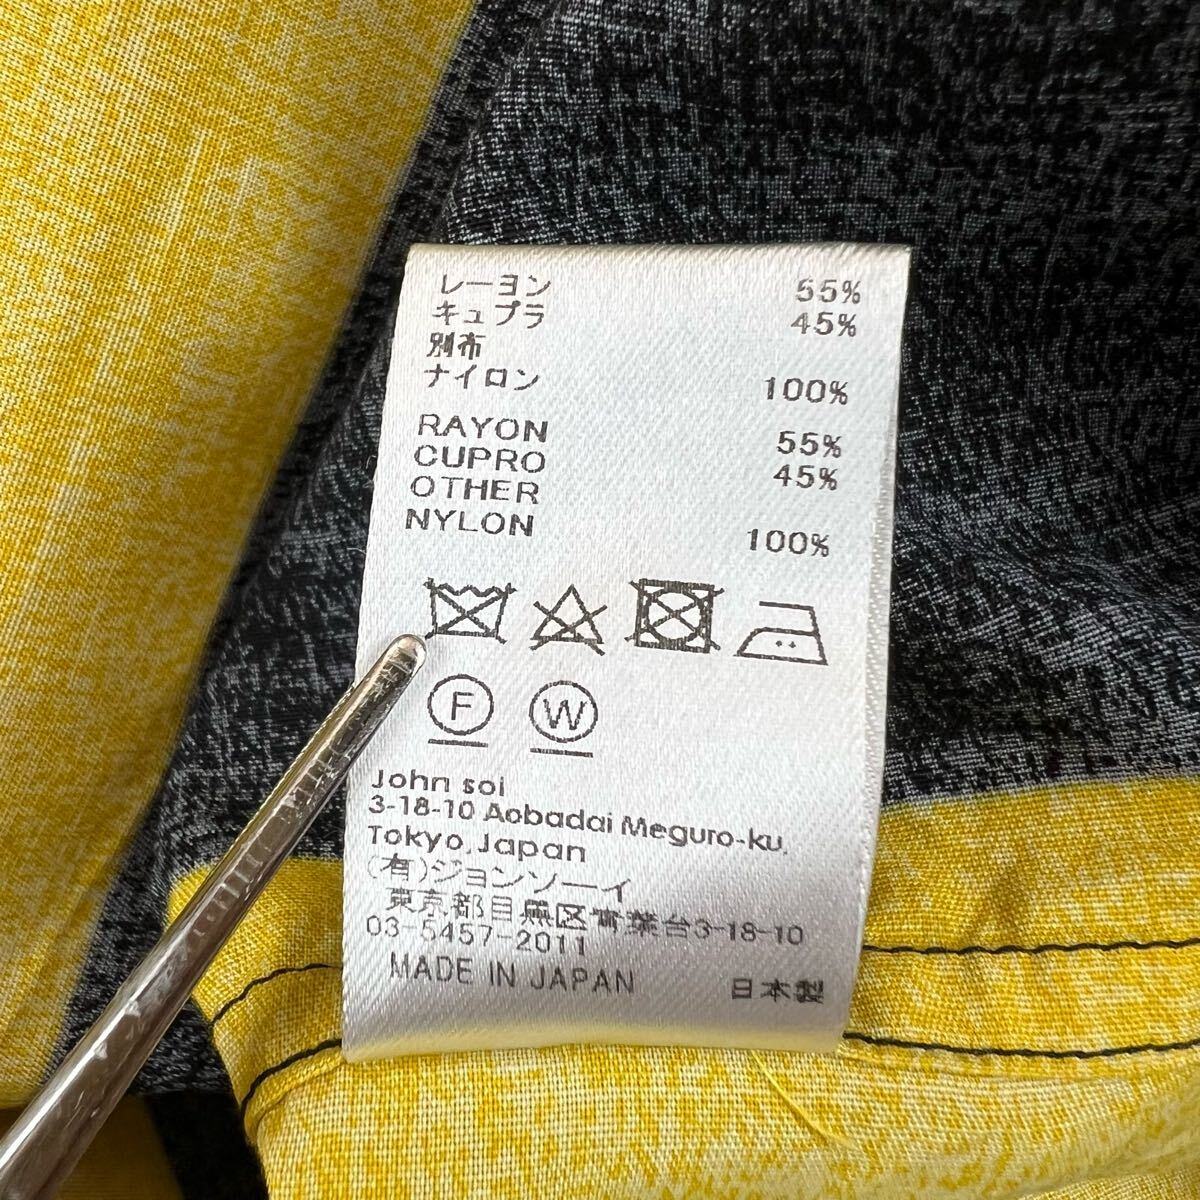 レーヨン 55%
キュプラ 45%
別布
ナイロン 100%
RAYON 55%
CUPRO 45%
OTHER
NYLON 100%
F W
John soi
3-18-10 Aobadai Meguro-ku.
Tokyo,Japan
(有)ジョンソーイ
東京都目黒区青葉台3-18-10
03-5457-2011
MADE IN JAPAN 日本製